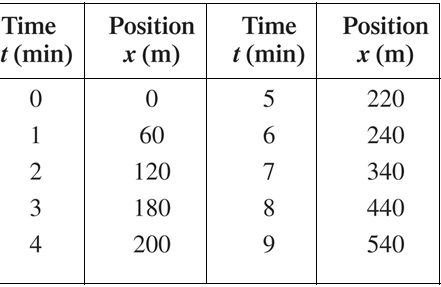 Time Position Time Position
t (min) x (m) t (min) x (m)
0 0 5 220
1 60 6 240
2 120 7 340
3 180 8 440
4 200 9 540